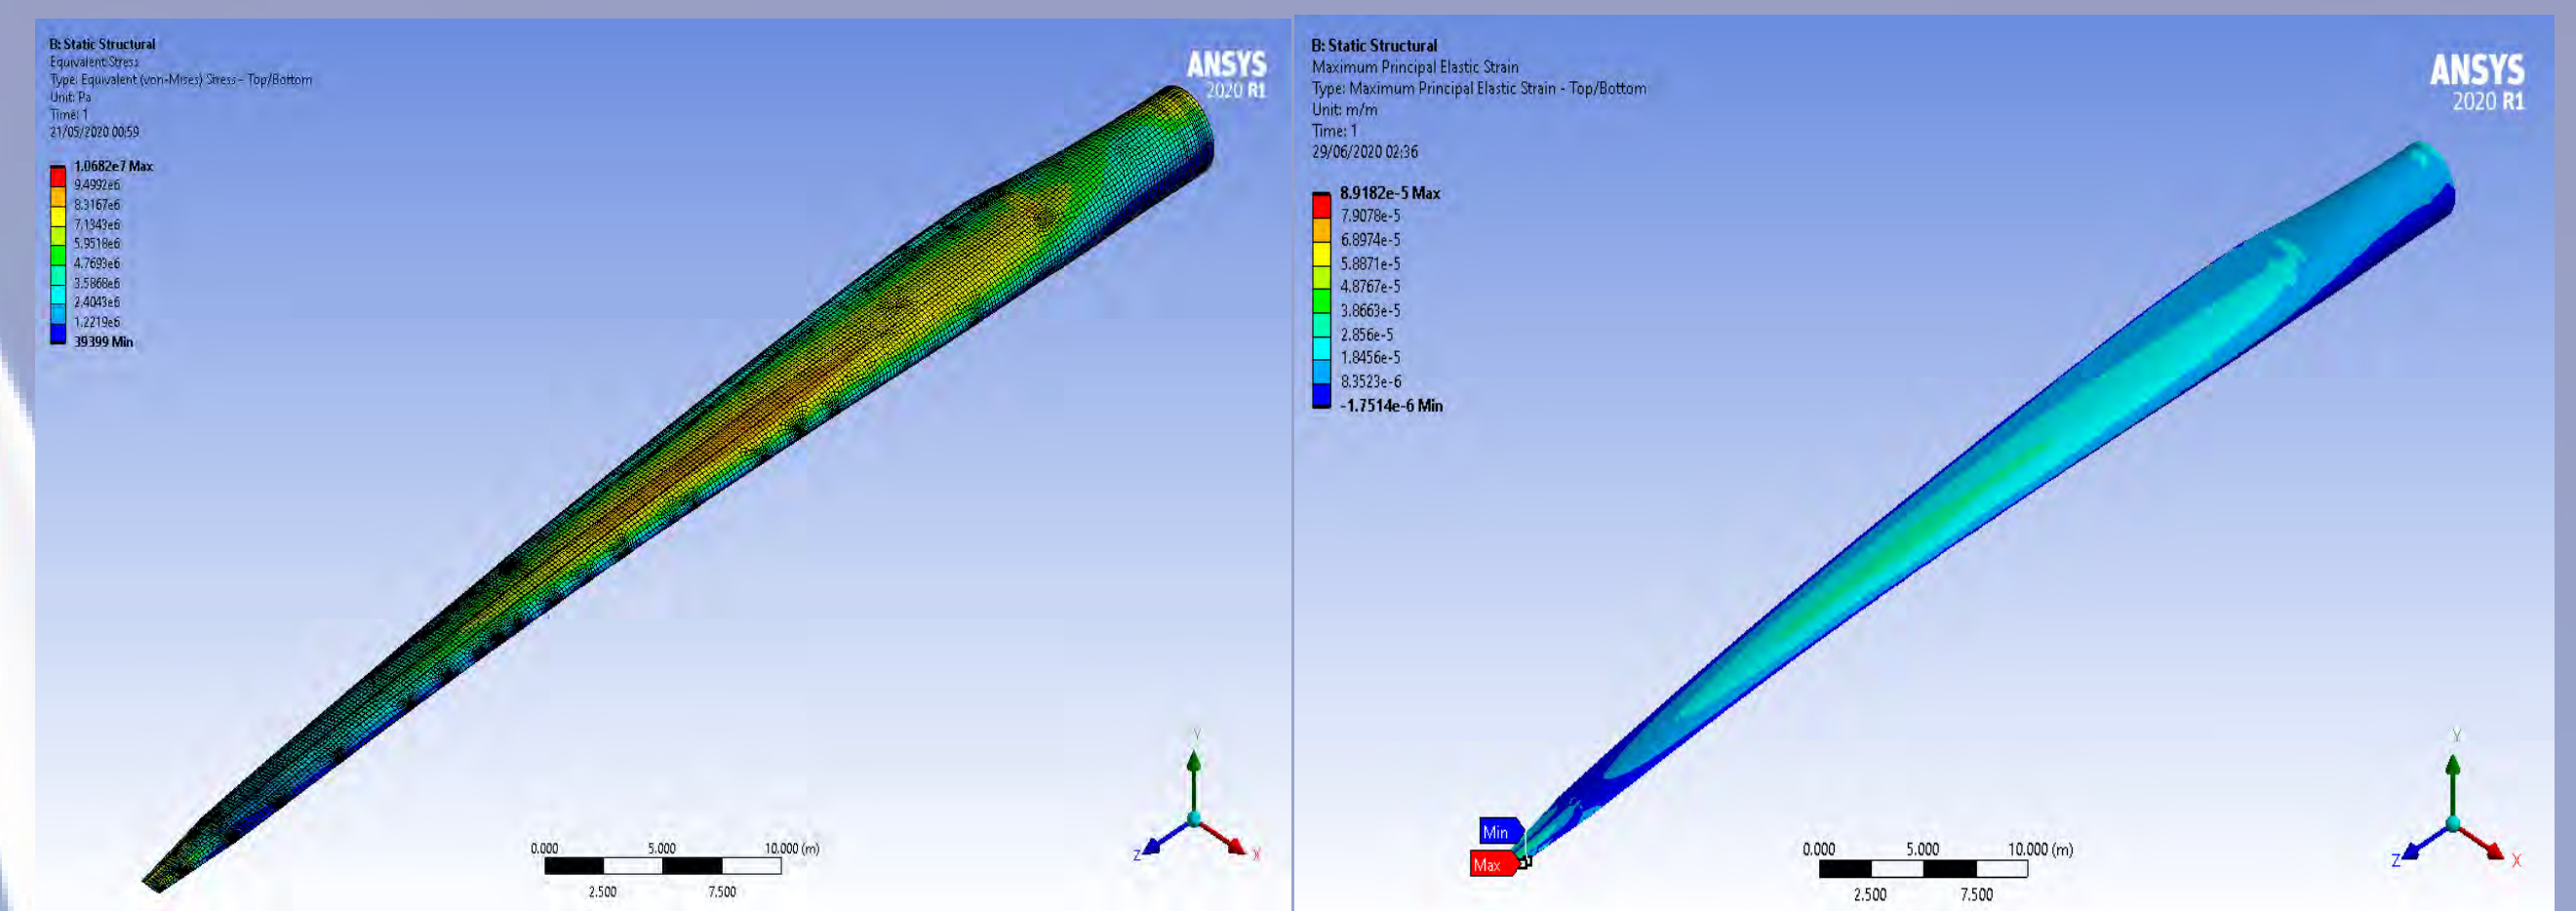 B: Static Structural
Equivalent Stress
Type: Equivalent (von-Mises) Stress - Top/Bottom
Unit: Pa
Time: 1
21/05/2020 00:59
1.0682e7 Max
9.4992e6
8.3167e6
7.1343e6
5.9518e6
4.7693e6
3.5868e6
2.4043e6
1.2219e6
39399 Min
ANSYS
2020 R1
0.000 5.000 10.000 (m)
2.500 7.500
Y
Z X
B: Static Structural
Maximum Principal Elastic Strain
Type: Maximum Principal Elastic Strain - Top/Bottom
Unit: m/m
Time: 1
29/06/2020 02:36
8.9182e-5 Max
7.9078e-5
6.8974e-5
5.8871e-5
4.8767e-5
3.8663e-5
2.856e-5
1.8456e-5
8.3523e-6
-1.7514e-6 Min
ANSYS
2020 R1
Min
Max
0.000 5.000 10.000 (m)
2.500 7.500
Y
Z X